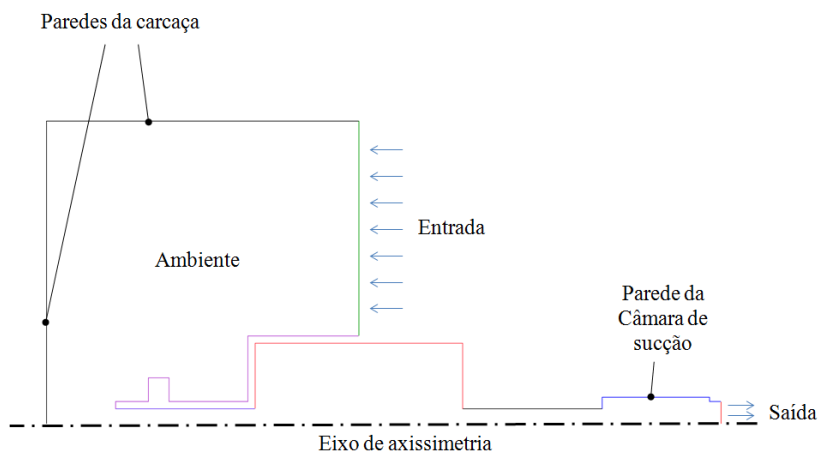 Paredes da carcaça
Entrada
Ambiente
Parede da
Câmara de
sucção
Saída
Eixo de axissimetria